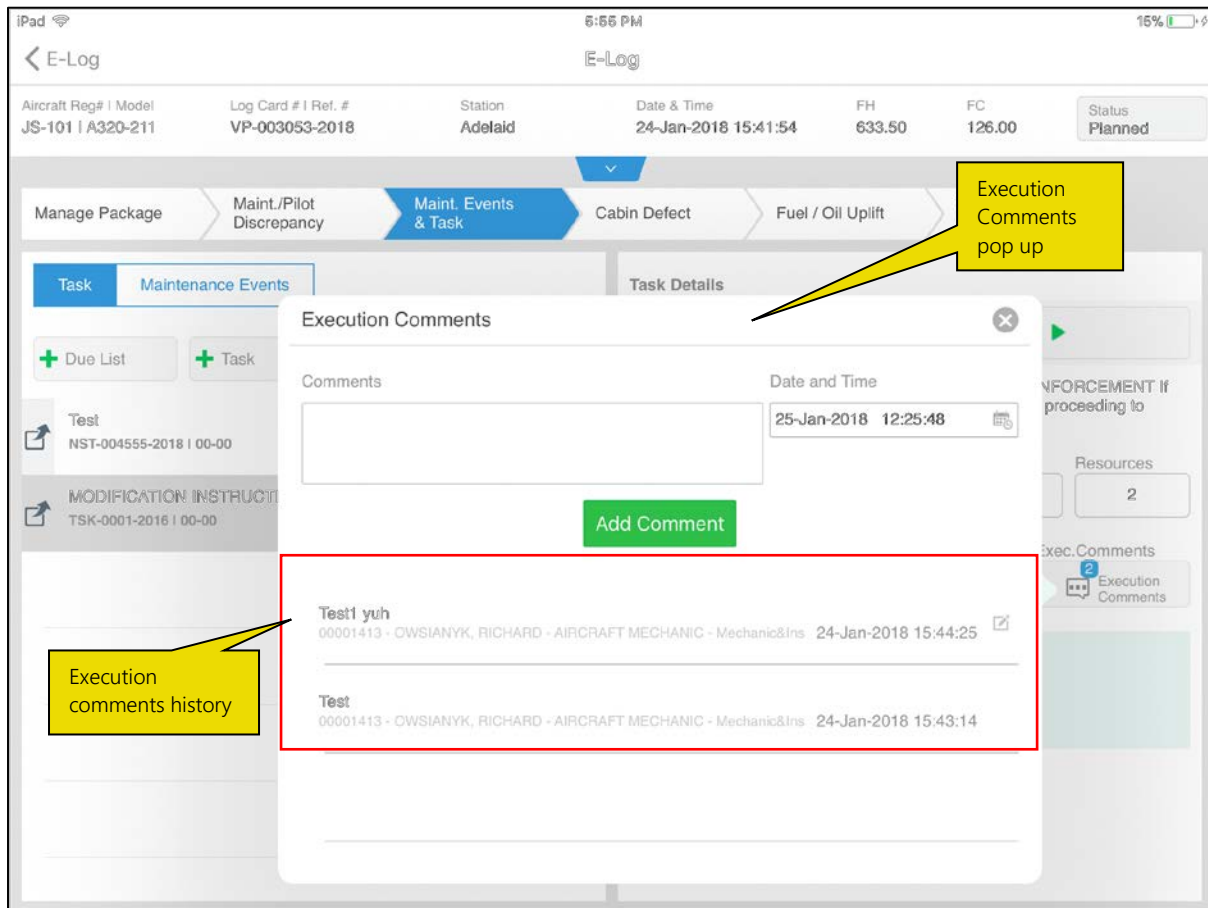 iPad
5:55 PM
15%
E-Log
E-Log
Aircraft Reg# | Model
JS-101 | A320-211
Log Card # | Ref. #
VP-003053-2018
Station
Adelaid
Date & Time
24-Jan-2018 15:41:54
FH
633.50
FC
126.00
Status
Planned
Manage Package
Maint./Pilot
Discrepancy
Maint. Events
& Task
Cabin Defect
Fuel / Oil Uplift
Execution
Comments
pop up
Task
Maintenance Events
Task Details
Due List
Task
Test
NST-004555-2018 | 00-00
MODIFICATION INSTRUCTI
TSK-0001-2016 | 00-00
Execution Comments
Comments
Date and Time
25-Jan-2018 12:25:48
Add Comment
Test1 yuh
00001413 - OWSIANYK, RICHARD - AIRCRAFT MECHANIC - Mechanic&Ins 24-Jan-2018 15:44:25
Test
00001413 - OWSIANYK, RICHARD - AIRCRAFT MECHANIC - Mechanic&Ins 24-Jan-2018 15:43:14
Execution
comments history
NFORCEMENT If
proceeding to
Resources
2
Exec.Comments
2
Execution
Comments